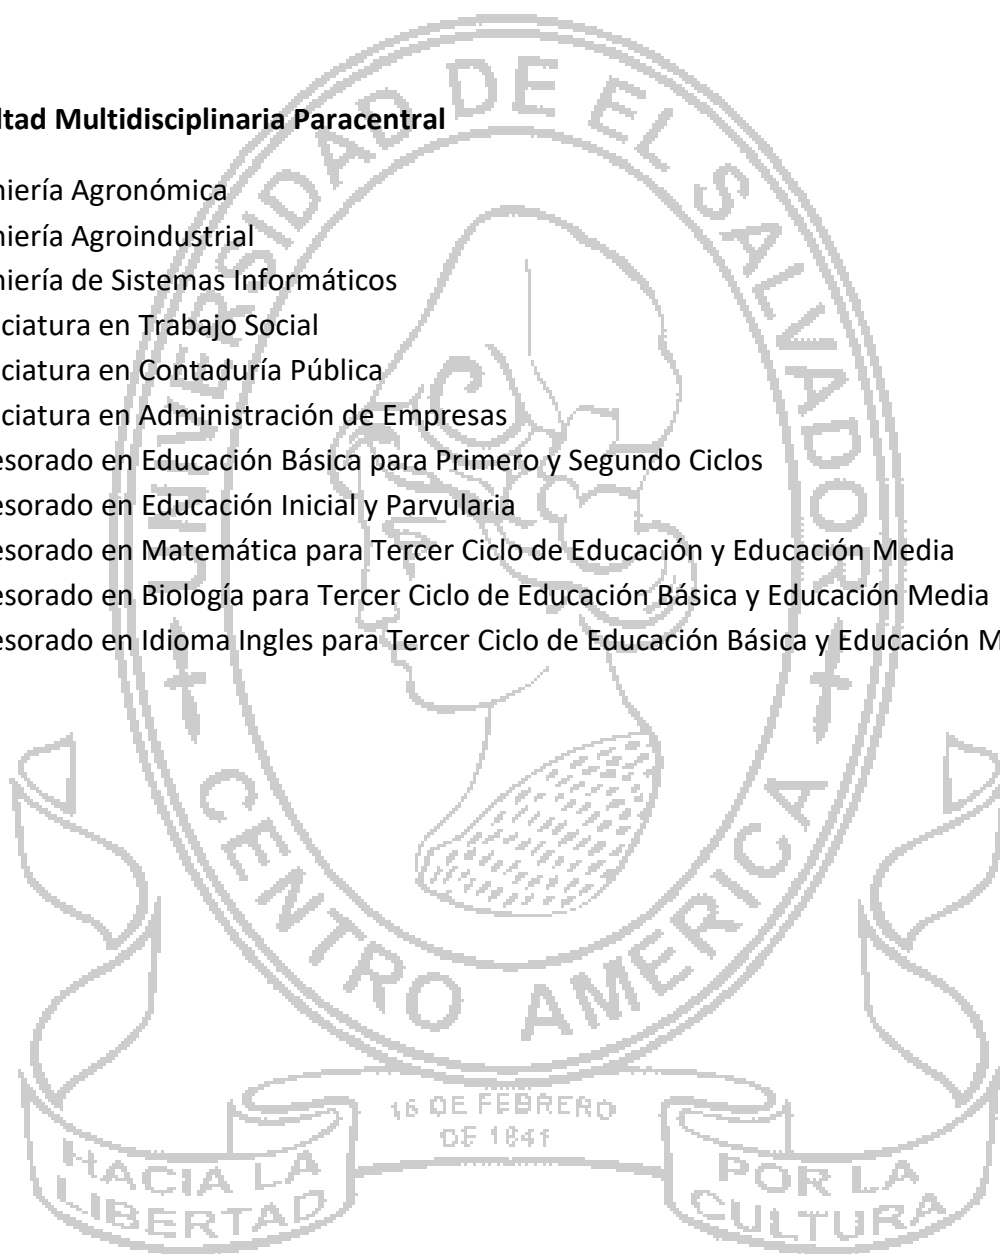 ltad Multidisciplinaria Paracentral
niería Agronómica
niería Agroindustrial
niería de Sistemas Informáticos
ciatura en Trabajo Social
ciatura en Contaduría Pública
ciatura en Administración de Empresas
esorado en Educación Básica para Primero y Segundo Ciclos
esorado en Educación Inicial y Parvularia
esorado en Matemática para Tercer Ciclo de Educación y Educación Media
esorado en Biología para Tercer Ciclo de Educación Básica y Educación Media
esorado en Idioma Ingles para Tercer Ciclo de Educación Básica y Educación M
UNIVERSIDAD DE EL SALVADOR
CENTRO AMERICA
16 DE FEBRERO
DE 1841
HACIA LA
LIBERTAD
POR LA
CULTURA